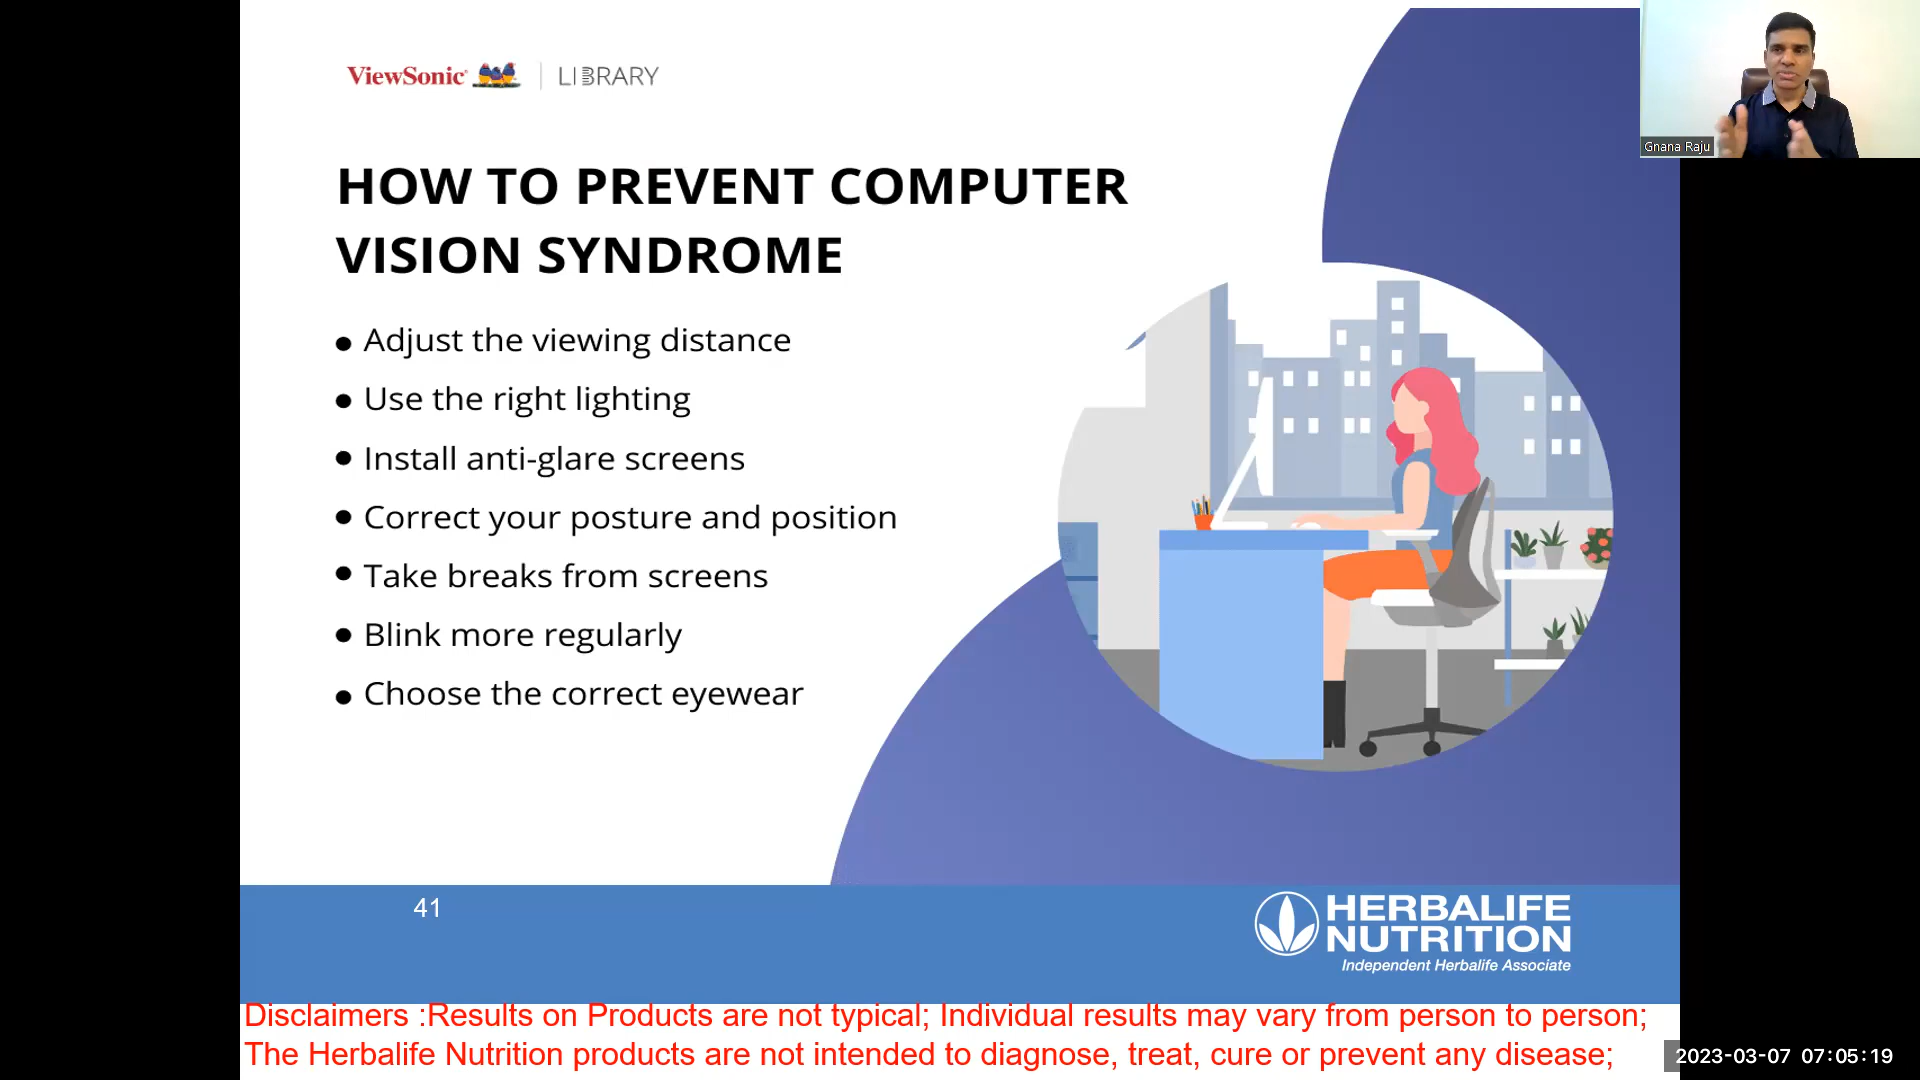 ViewSonic LIBRARY
Gnana Raju
HOW TO PREVENT COMPUTER
VISION SYNDROME
• Adjust the viewing distance
• Use the right lighting
• Install anti-glare screens
• Correct your posture and position
• Take breaks from screens
• Blink more regularly
• Choose the correct eyewear
41
HERBALIFE
NUTRITION
Independent Herbalife Associate
Disclaimers :Results on Products are not typical; Individual results may vary from person to person;
The Herbalife Nutrition products are not intended to diagnose, treat, cure or prevent any disease;
2023-03-07 07:05:19